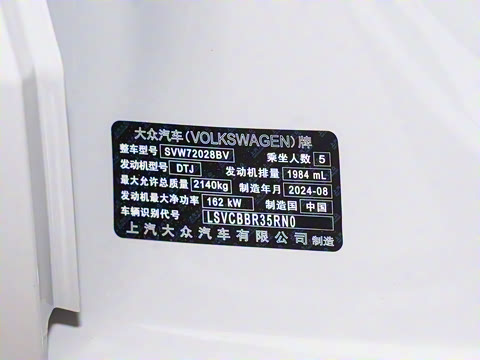 大众汽车(VOLKSWAGEN)牌
整车型号 SVW72028BV 乘坐人数 5
发动机型号 DTJ 发动机排量 1984 mL
最大允许总质量 2140kg 制造年月 2024-08
发动机最大净功率 162 kW 制造国 中国
车辆识别代号 LSVCBBR35RN0
上汽大众汽车有限公司 制造